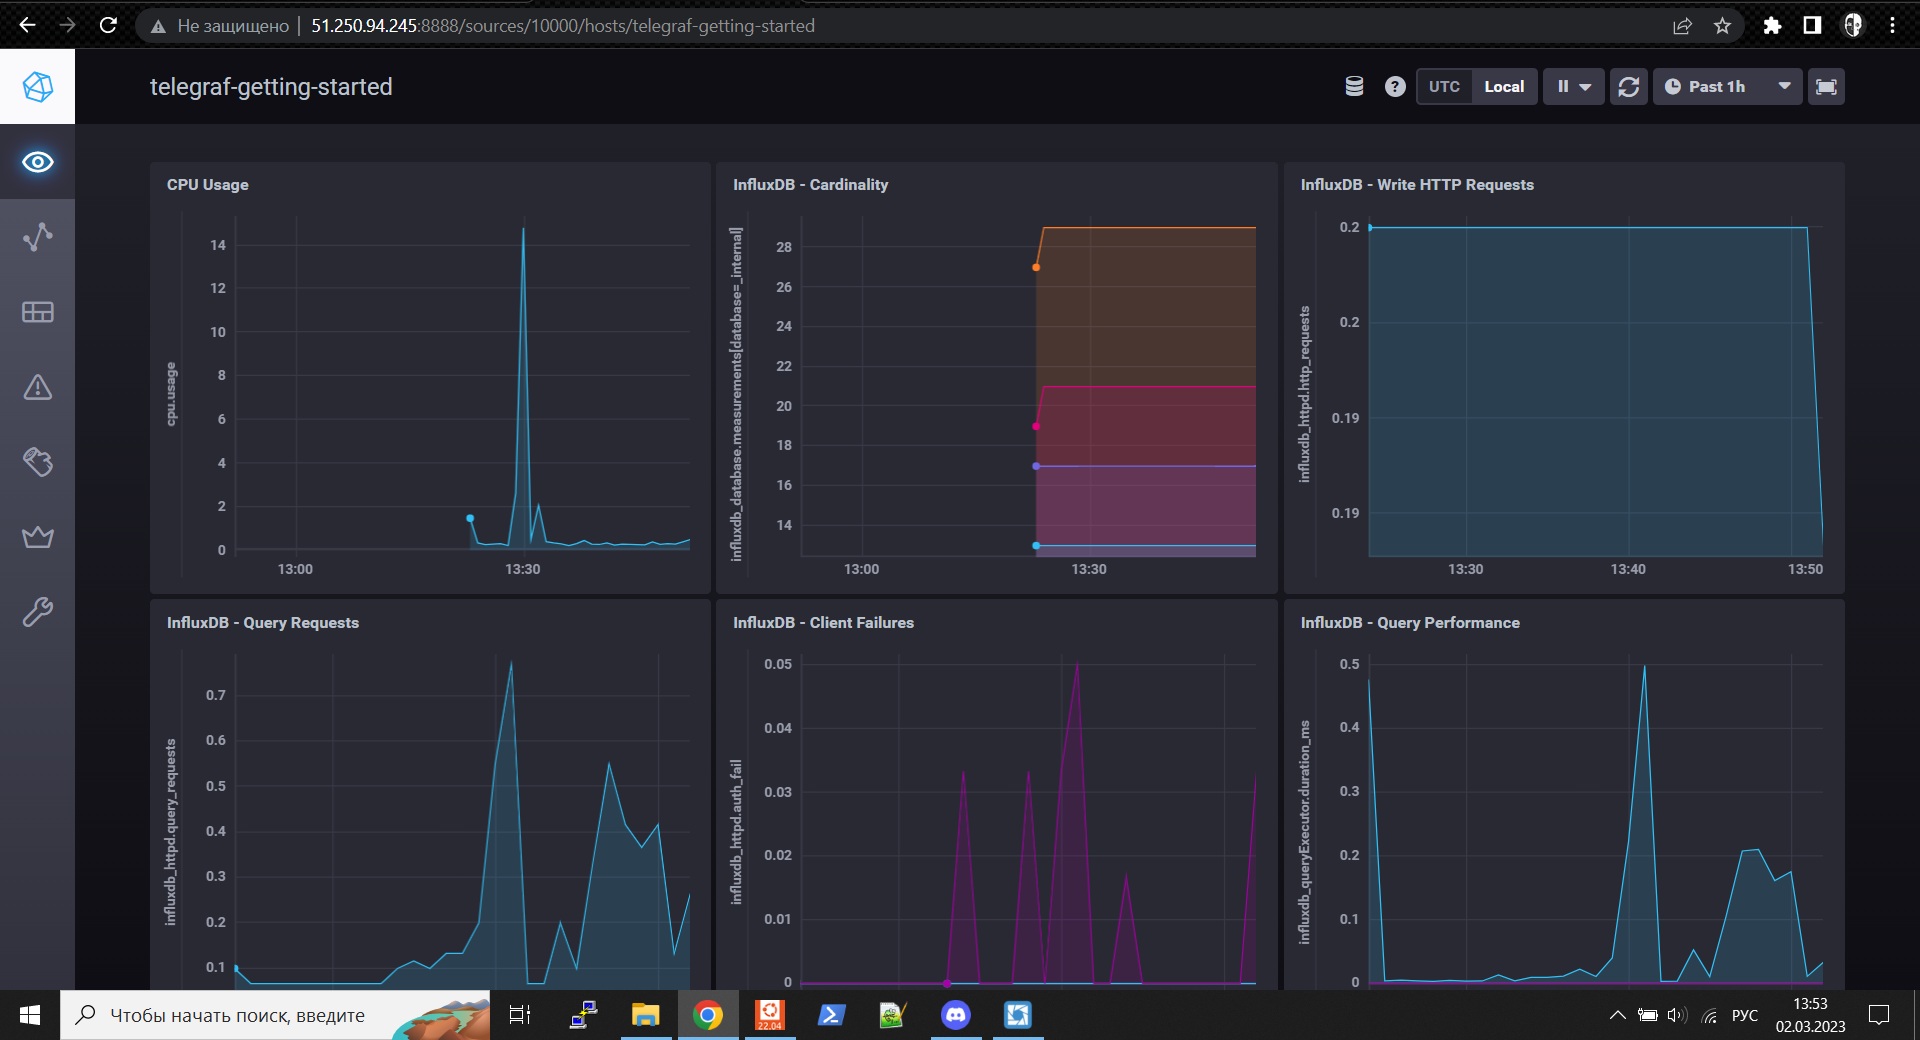 Не защищено
51.250.94.245:8888/sources/10000/hosts/telegraf-getting-started
telegraf-getting-started
UTC
Local
Past 1h
CPU Usage
cpu.usage
14
12
10
8
6
4
2
0
13:00
13:30
InfluxDB - Cardinality
influxdb_database.measurements[database=_internal]
28
26
24
22
20
18
16
14
13:00
13:30
InfluxDB - Write HTTP Requests
influxdb_httpd.http_requests
0.2
0.2
0.19
0.19
13:30
13:40
13:50
InfluxDB - Query Requests
influxdb_httpd.query_requests
0.7
0.6
0.5
0.4
0.3
0.2
0.1
InfluxDB - Client Failures
influxdb_httpd.auth_fail
0.05
0.04
0.03
0.02
0.01
0
InfluxDB - Query Performance
influxdb_queryExecutor.duration_ms
0.5
0.4
0.3
0.2
0.1
0
Чтобы начать поиск, введите
22.04
РУС
13:53
02.03.2023